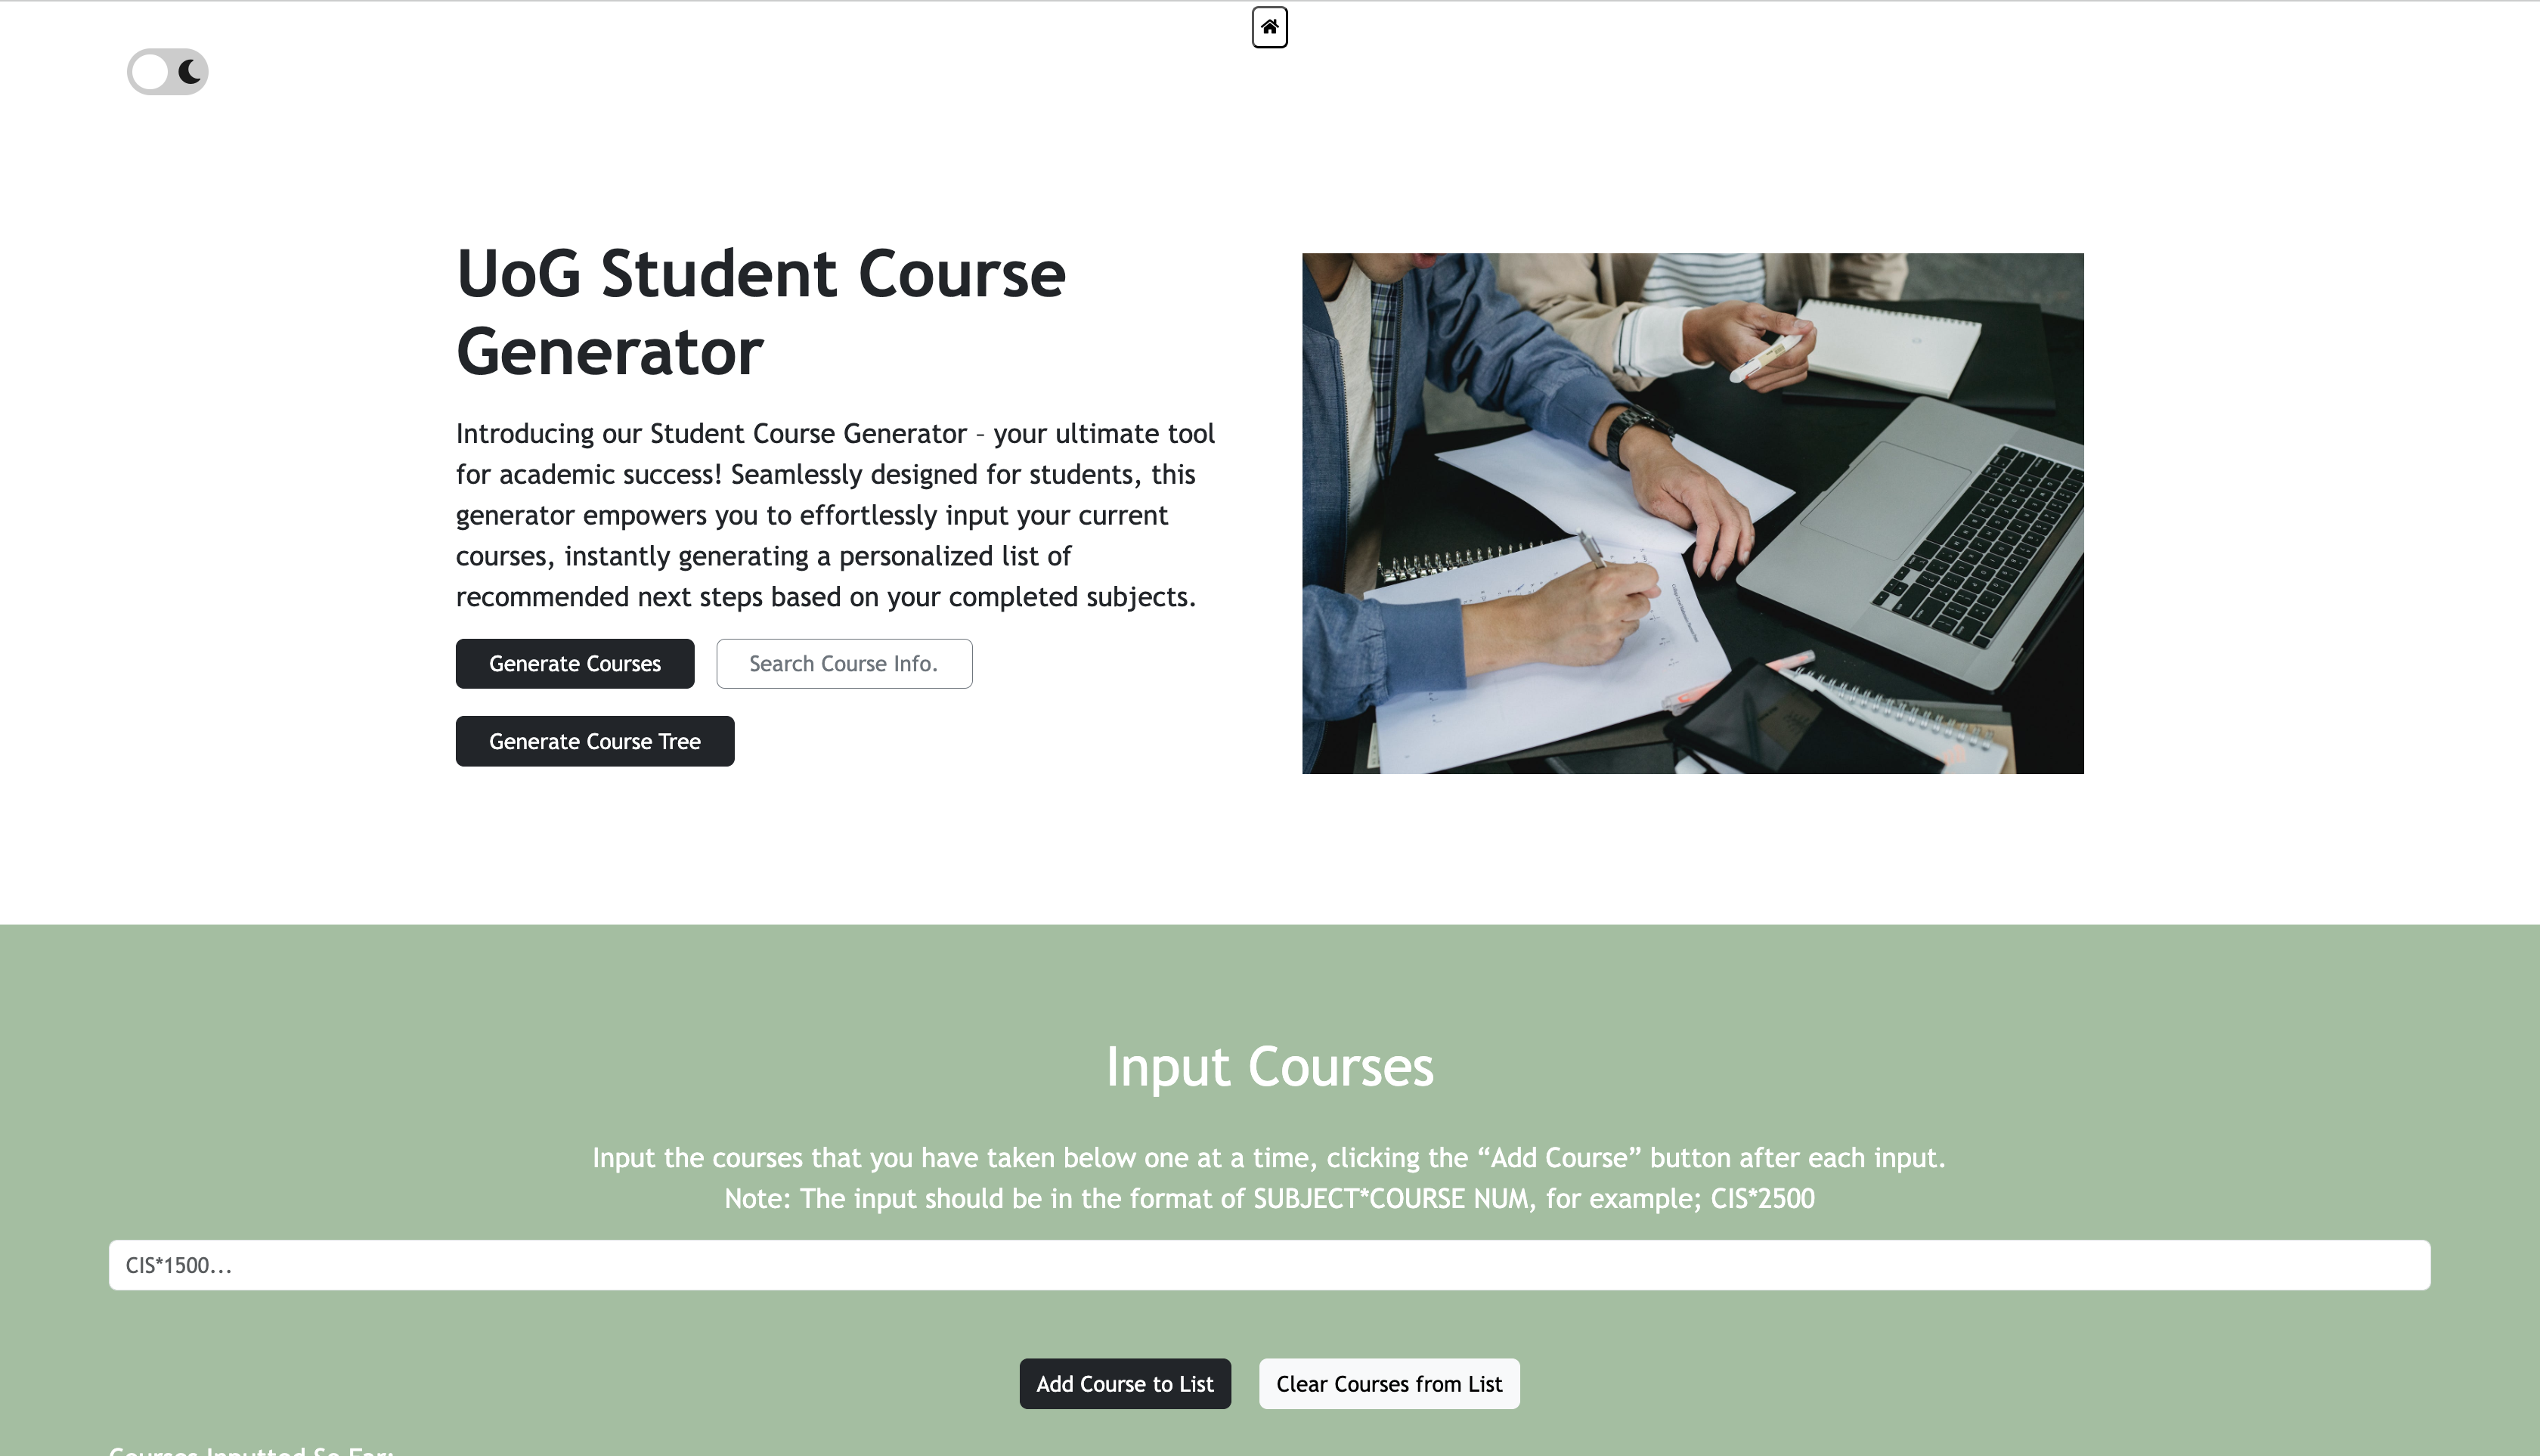 UoG Student Course
Generator
Introducing our Student Course Generator – your ultimate tool
for academic success! Seamlessly designed for students, this
generator empowers you to effortlessly input your current
courses, instantly generating a personalized list of
recommended next steps based on your completed subjects.
Generate Courses
Search Course Info.
Generate Course Tree
Input Courses
Input the courses that you have taken below one at a time, clicking the “Add Course” button after each input.
Note: The input should be in the format of SUBJECT*COURSE NUM, for example; CIS*2500
CIS*1500...
Add Course to List
Clear Courses from List
Courses Inputted So Far: